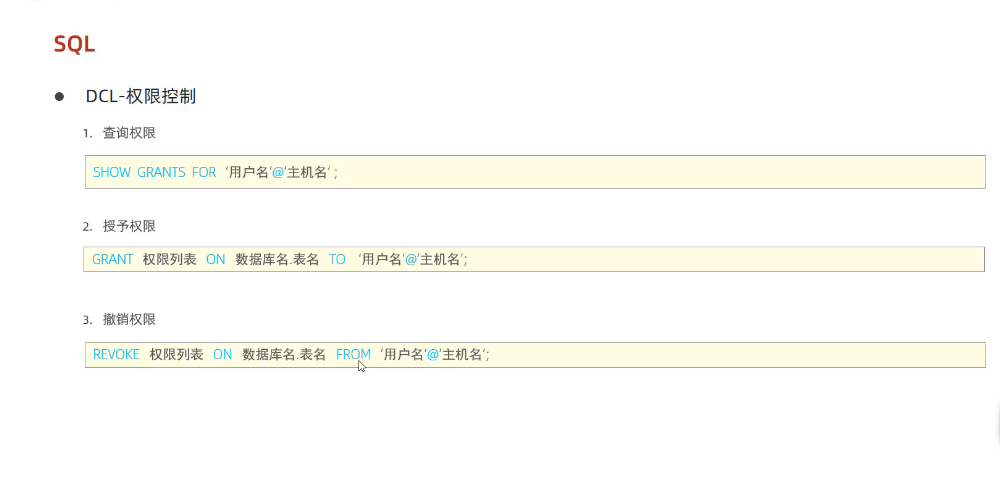 SQL
● DCL-权限控制
1. 查询权限
SHOW GRANTS FOR '用户名'@'主机名' ;
2. 授予权限
GRANT 权限列表 ON 数据库名.表名 TO '用户名'@'主机名';
3. 撤销权限
REVOKE 权限列表 ON 数据库名.表名 FROM '用户名'@'主机名';